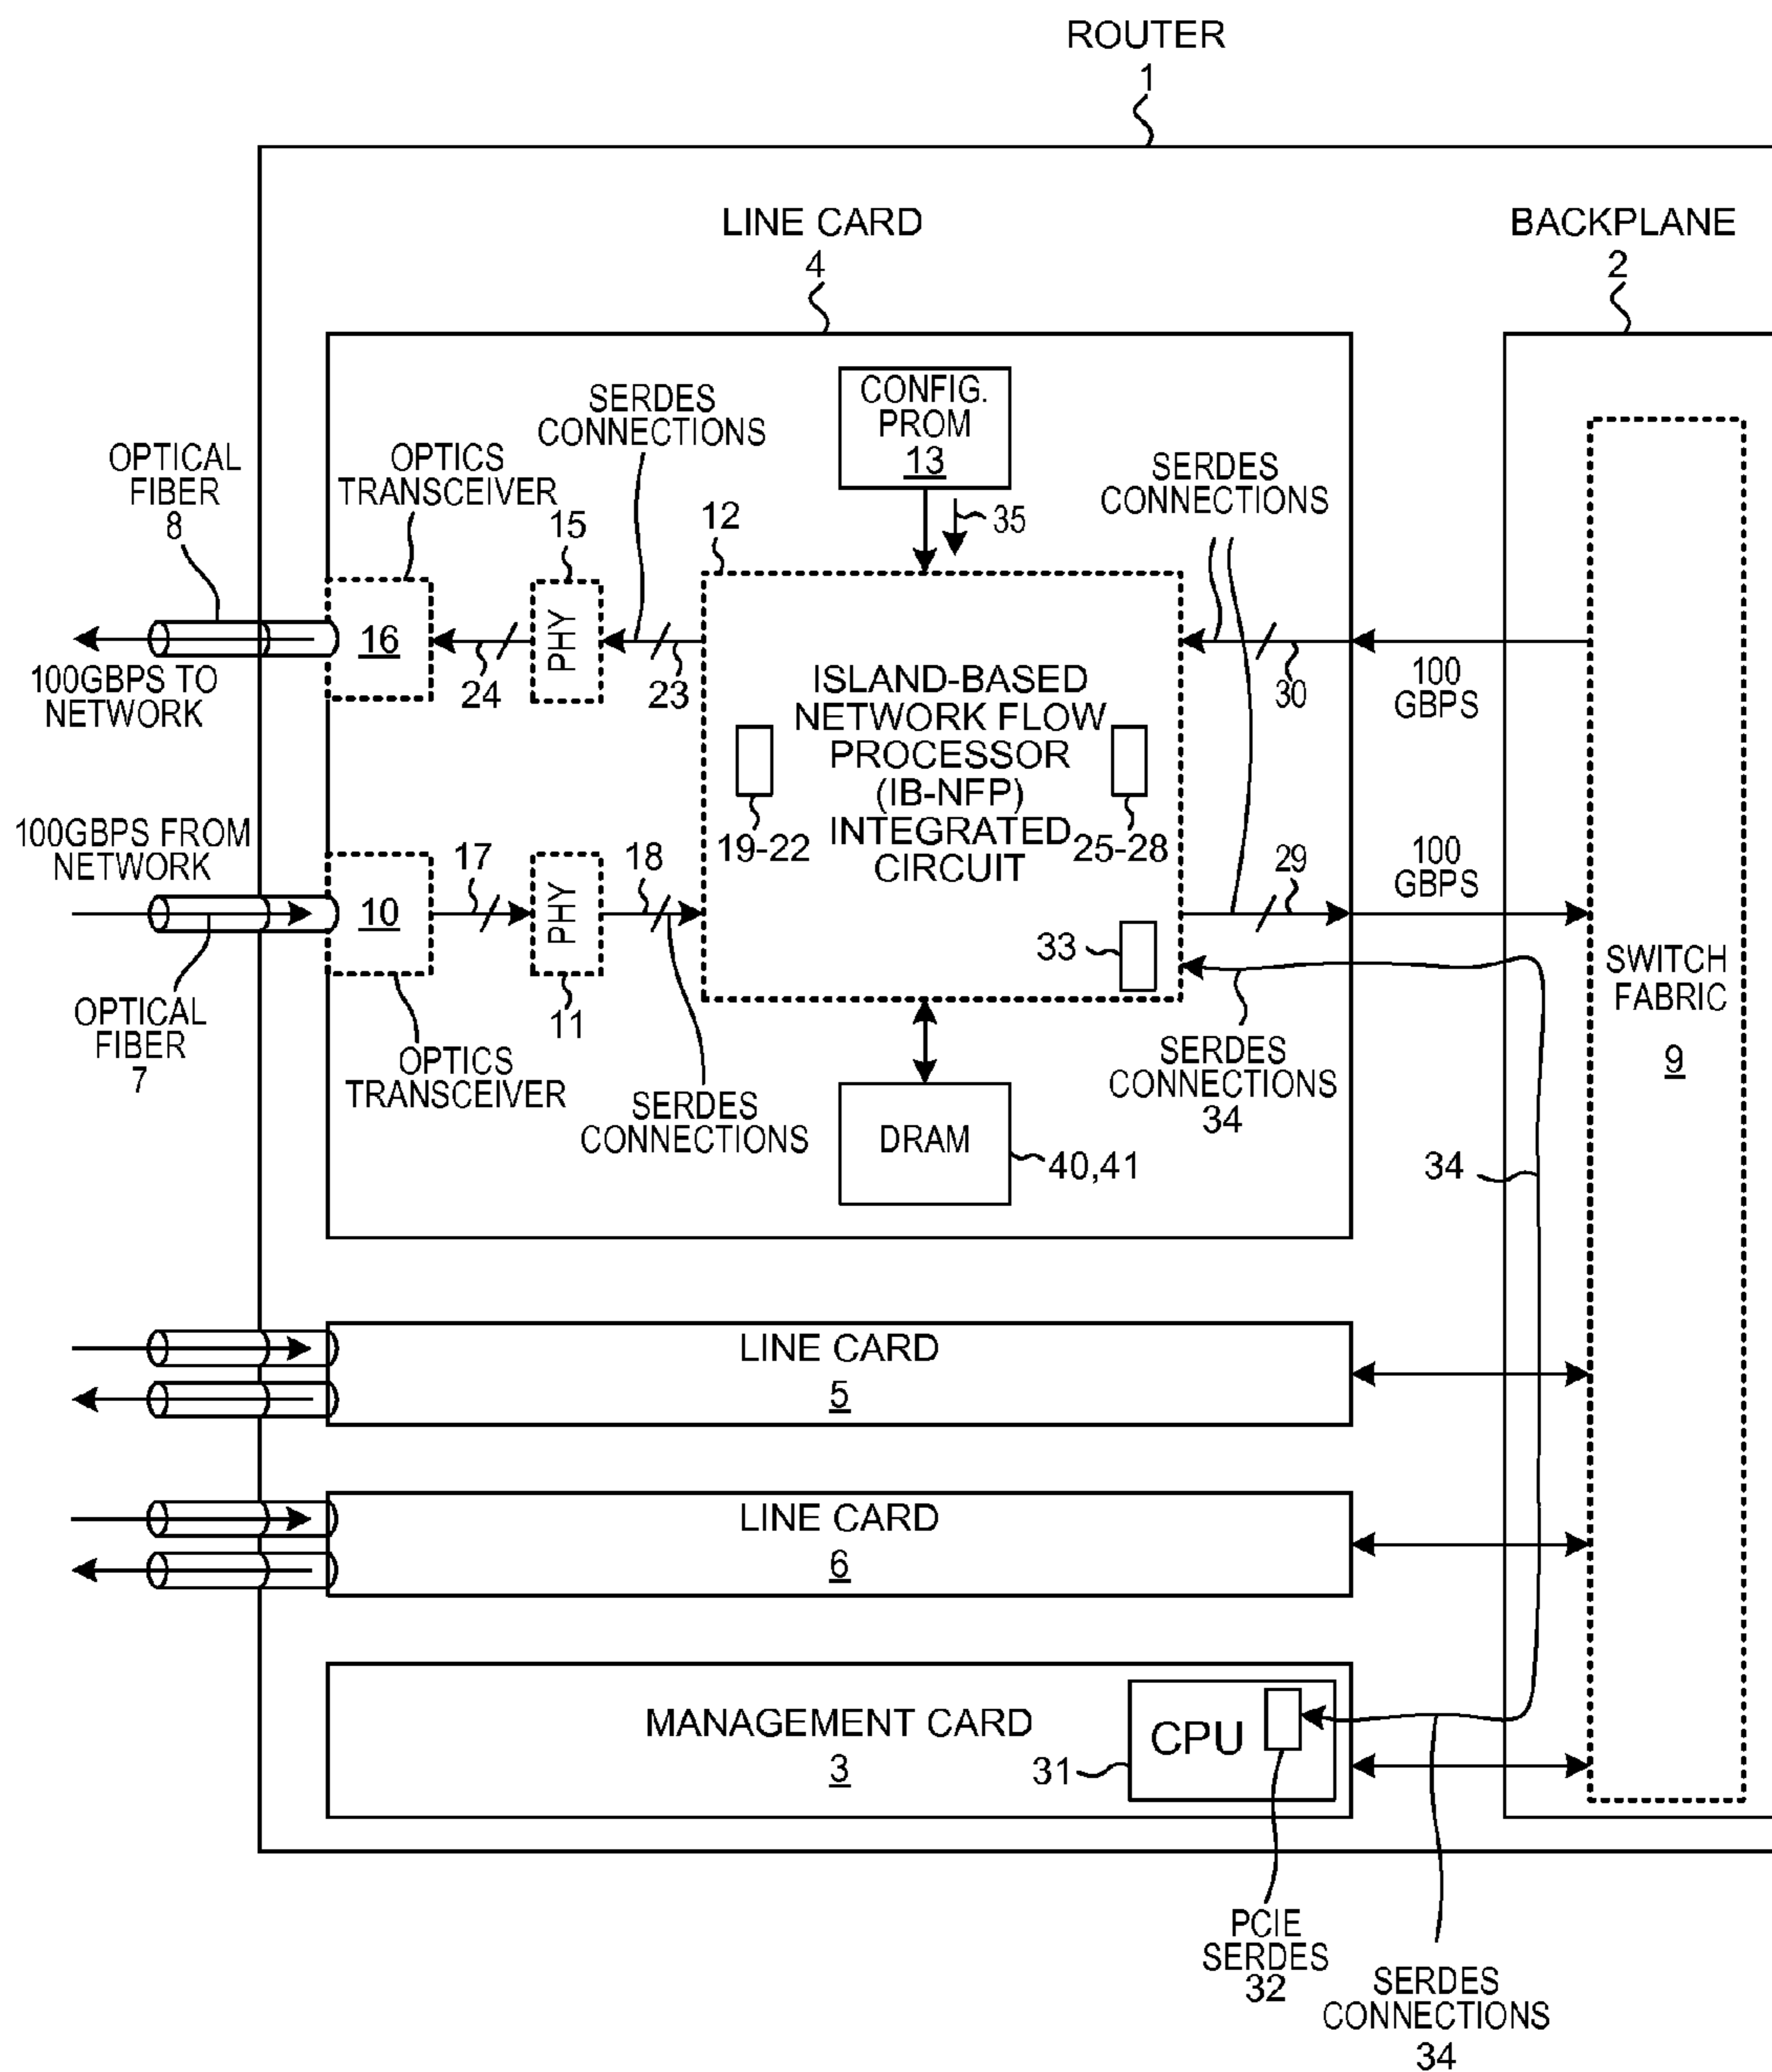 ROUTER
1
LINE CARD
4
BACKPLANE
2
SERDES
CONNECTIONS
CONFIG.
PROM
13
OPTICAL
FIBER
8
OPTICS
TRANSCEIVER
15
12
35
SERDES
CONNECTIONS
16
PHY
24
23
30
100
GBPS
100GBPS TO
NETWORK
ISLAND-BASED
NETWORK FLOW
PROCESSOR
(IB-NFP)
INTEGRATED
CIRCUIT
19-22
25-28
100GBPS FROM
NETWORK
17
18
29
100
GBPS
10
PHY
33
SWITCH
FABRIC
9
OPTICAL
FIBER
7
11
OPTICS
TRANSCEIVER
SERDES
CONNECTIONS
SERDES
CONNECTIONS
34
DRAM
40,41
34
LINE CARD
5
LINE CARD
6
MANAGEMENT CARD
3
31
CPU
PCIE
SERDES
32
SERDES
CONNECTIONS
34